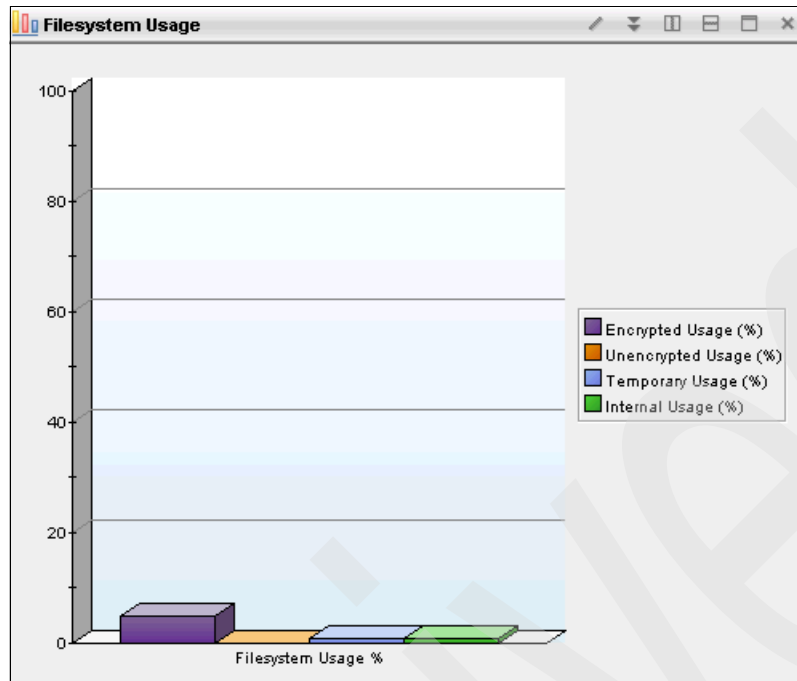 Filesystem Usage
100
80
60
40
20
0
Filesystem Usage %
Encrypted Usage (%)
Unencrypted Usage (%)
Temporary Usage (%)
Internal Usage (%)